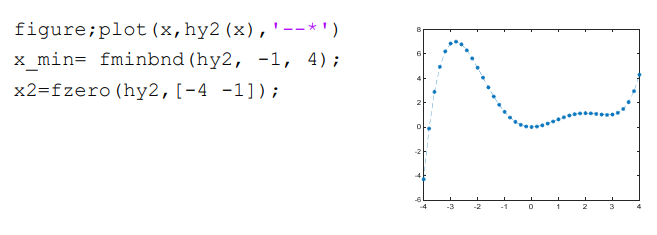 figure;plot(x,hy2(x),'--*')
x_min= fminbnd(hy2, -1, 4);
x2=fzero(hy2,[-4 -1]);
8
6
4
2
0
-2
-4
-6
-4 -3 -2 -1 0 1 2 3 4